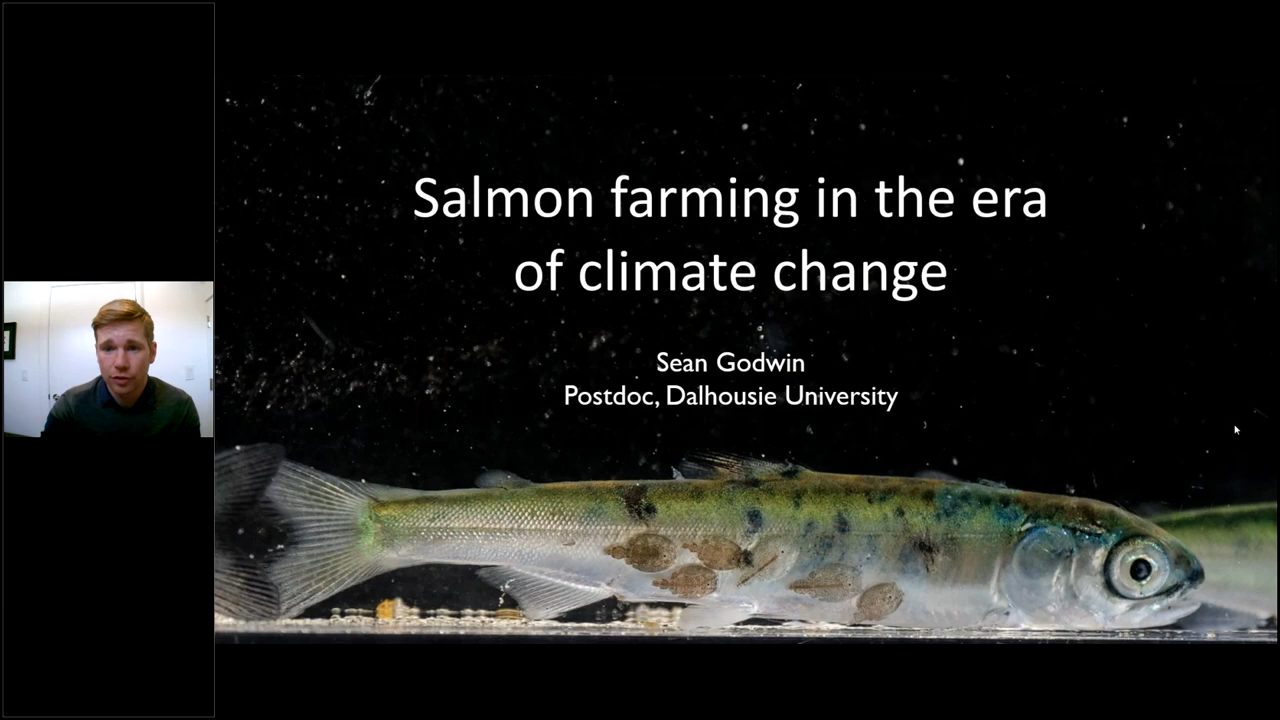 Salmon farming in the era
of climate change
Sean Godwin
Postdoc, Dalhousie University